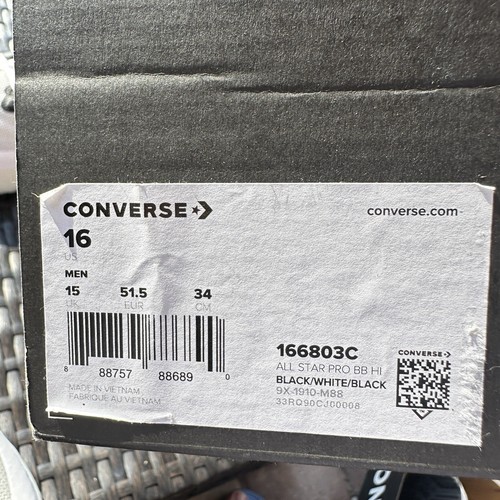 CONVERSE
converse.com
16
US
MEN
15 51.5 34
UK EUR CM
8 88757 88689 0
MADE IN VIETNAM
FABRIQUE AU VIETNAM
166803C
ALL STAR PRO BB HI
BLACK/WHITE/BLACK
9X-1910-M88
33RQ90CJ00008
CONVERSE